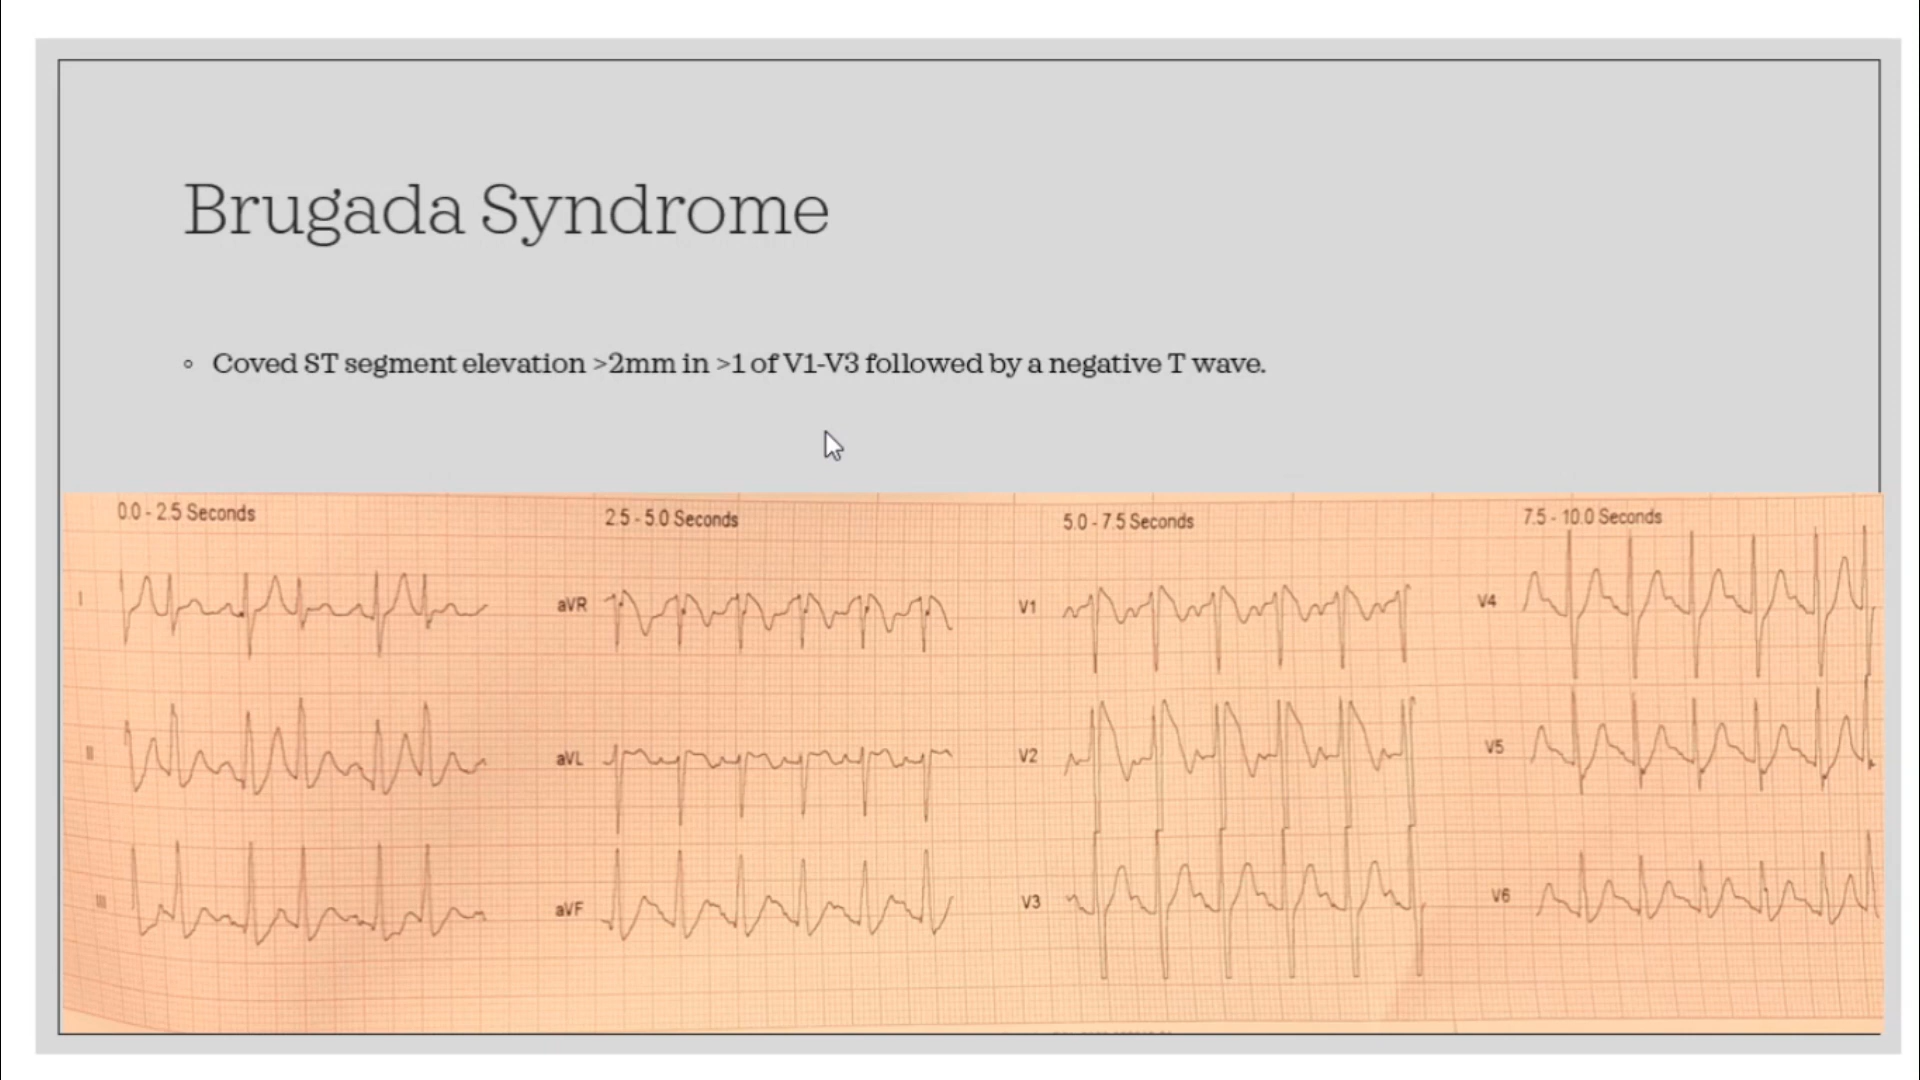 Brugada Syndrome
◦ Coved ST segment elevation >2mm in >1 of V1-V3 followed by a negative T wave.
0.0 - 2.5 Seconds 2.5 - 5.0 Seconds 5.0 - 7.5 Seconds 7.5 - 10.0 Seconds
I aVR V1 V4
II aVL V2 V5
III aVF V3 V6